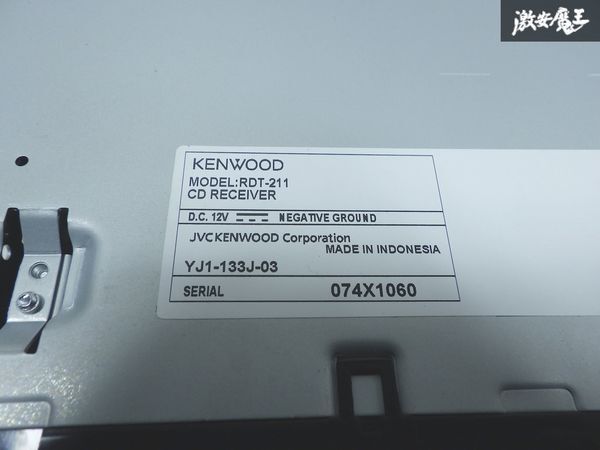 激安魔王
KENWOOD
MODEL:RDT-211
CD RECEIVER
D.C. 12V NEGATIVE GROUND
JVCKENWOOD Corporation
MADE IN INDONESIA
YJ1-133J-03
SERIAL 074X1060